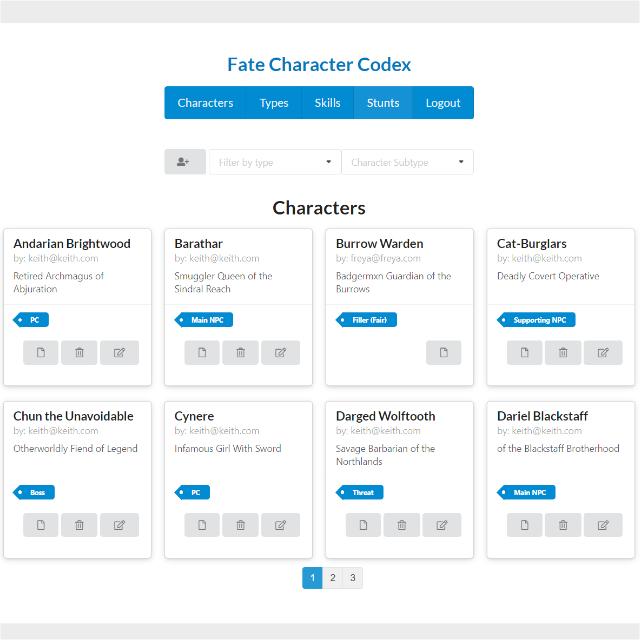 Fate Character Codex
Characters Types Skills Stunts Logout
Filter by type Character Subtype
Characters
Andarian Brightwood
by: keith@keith.com
Retired Archmagus of
Abjuration
PC
Barathar
by: keith@keith.com
Smuggler Queen of the
Sindral Reach
Main NPC
Burrow Warden
by: freya@freya.com
Badgermxn Guardian of the
Burrows
Filler (Fair)
Cat-Burglars
by: keith@keith.com
Deadly Covert Operative
Supporting NPC
Chun the Unavoidable
by: keith@keith.com
Otherworldly Fiend of Legend
Boss
Cynere
by: keith@keith.com
Infamous Girl With Sword
PC
Darged Wolftooth
by: keith@keith.com
Savage Barbarian of the
Northlands
Threat
Dariel Blackstaff
by: keith@keith.com
of the Blackstaff Brotherhood
Main NPC
1 2 3